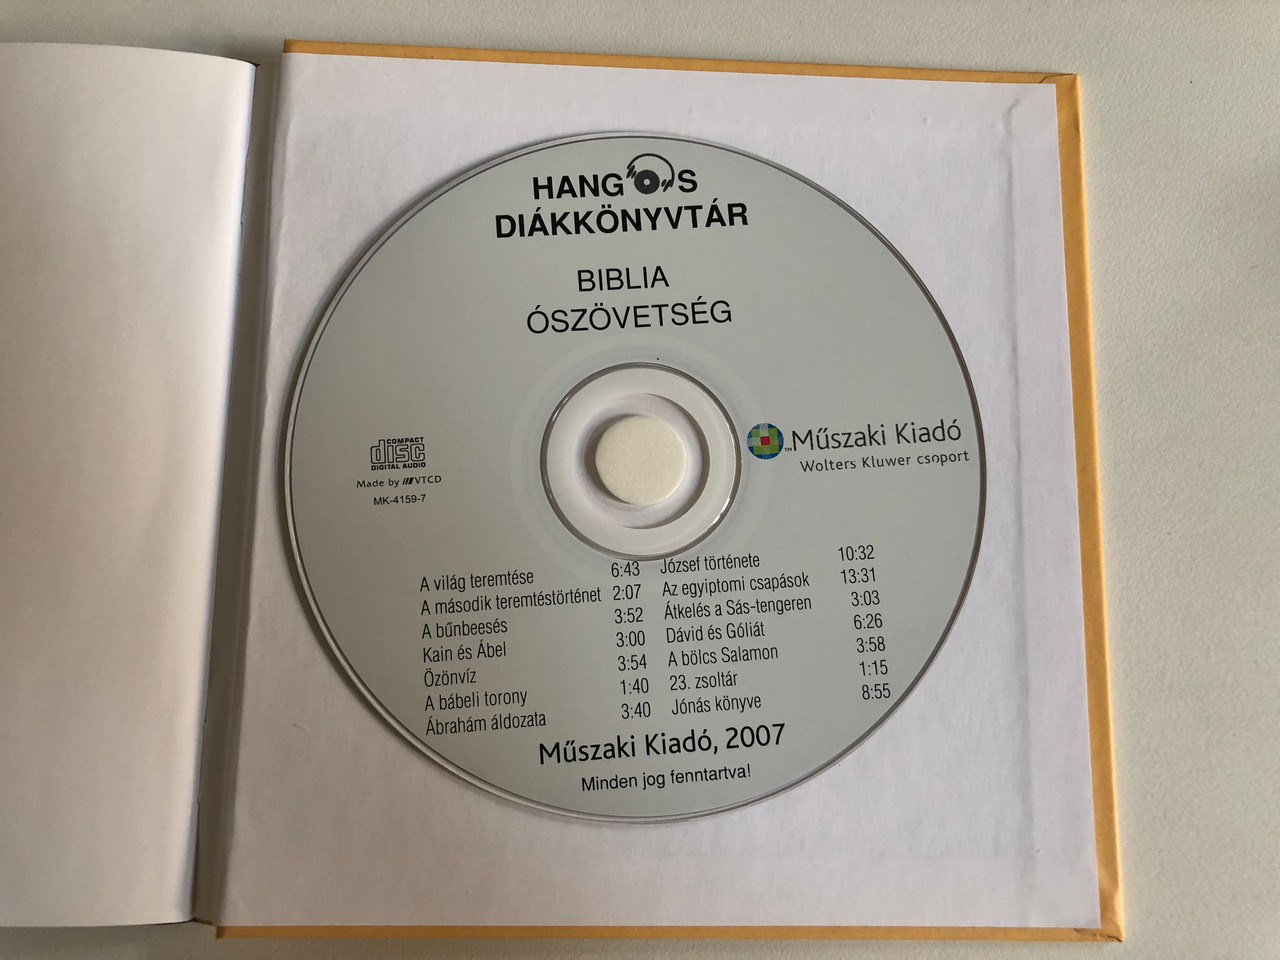 HANGOS
DIÁKKÖNYVTÁR
BIBLIA
ÓSZÖVETSÉG
COMPACT
disc
DIGITAL AUDIO
Made by VTCD
MK-4159-7
™ Műszaki Kiadó
Wolters Kluwer csoport
A világ teremtése 6:43
A második teremtéstörténet 2:07
A bűnbeesés 3:52
Kain és Ábel 3:00
Özönvíz 3:54
A bábeli torony 1:40
Ábrahám áldozata 3:40
József története 10:32
Az egyiptomi csapások 13:31
Átkelés a Sás-tengeren 3:03
Dávid és Góliát 6:26
A bölcs Salamon 3:58
23. zsoltár 1:15
Jónás könyve 8:55
Műszaki Kiadó, 2007
Minden jog fenntartva!